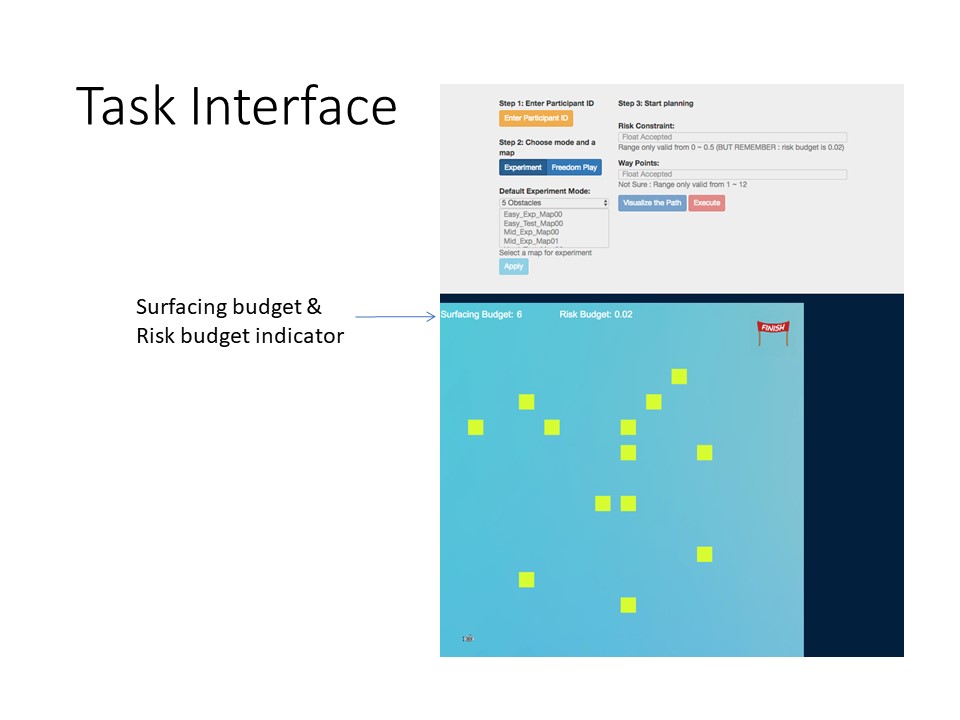 Task Interface
Step 1: Enter Participant ID
Enter Participant ID
Step 2: Choose mode and a
map
Experiment
Freedom Play
Default Experiment Mode:
5 Obstacles
Easy_Exp_Map00
Easy_Test_Map00
Mid_Exp_Map00
Mid_Exp_Map01
Select a map for experiment
Apply
Step 3: Start planning
Risk Constraint:
Float Accepted
Range only valid from 0 ~ 0.5 (BUT REMEMBER : risk budget is 0.02)
Way Points:
Float Accepted
Not Sure : Range only valid from 1 ~ 12
Visualize the Path
Execute
Surfacing budget &
Risk budget indicator
Surfacing Budget: 6
Risk Budget: 0.02
FINISH